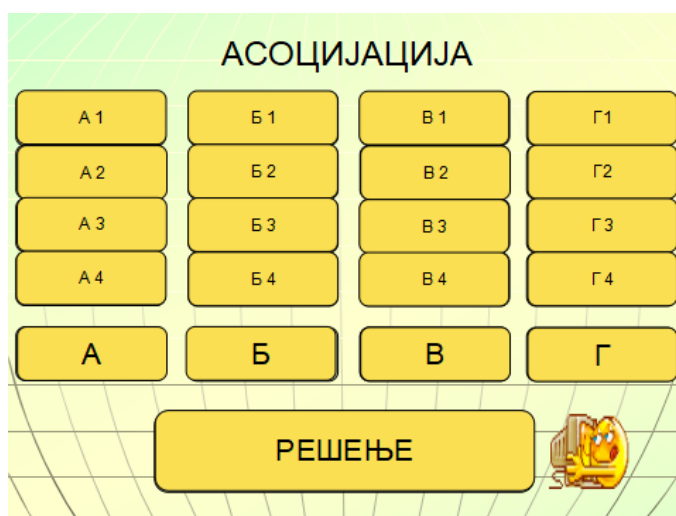 АСОЦИЈАЦИЈА
А 1 Б 1 В 1 Г1
А 2 Б 2 В 2 Г2
А 3 Б 3 В 3 Г 3
А 4 Б 4 В 4 Г 4
А Б В Г
РЕШЕЊЕ